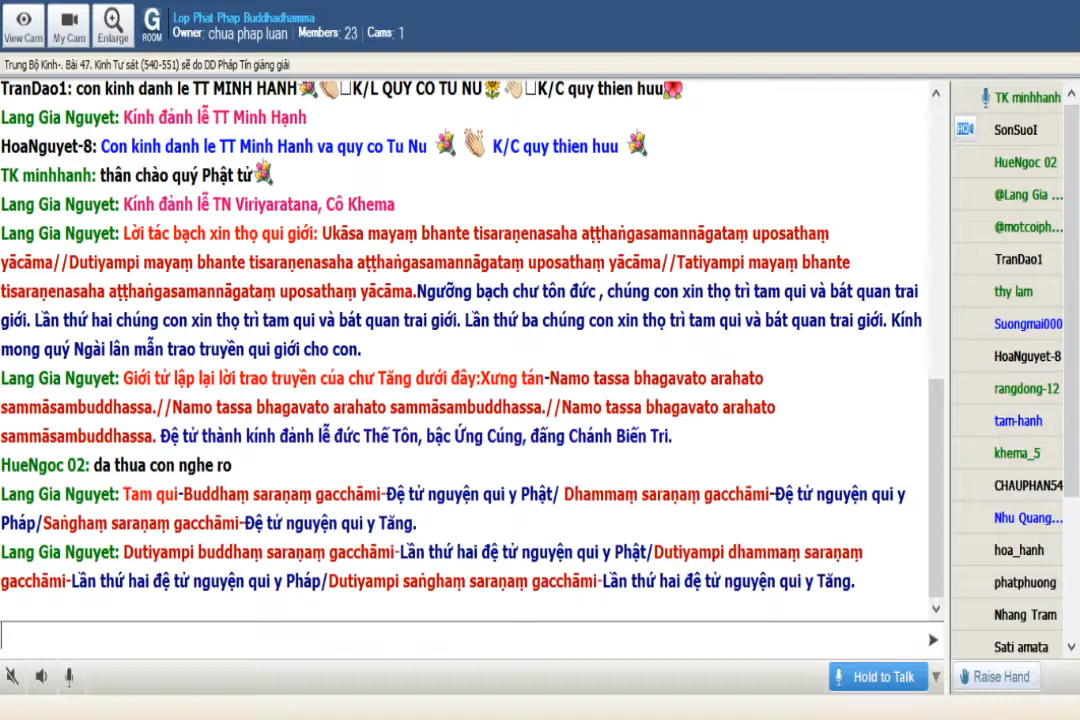 View Cam
My Cam
Enlarge
G
ROOM
Lop Phat Phap Buddhadhamma
Owner: chua phap luan | Members: 23 | Cams: 1
Trung Bộ Kinh-. Bài 47. Kinh Tư sát (540-551) sẽ do DD Pháp Tín giảng giải
TranDao1: con kinh danh le TT MINH HANH K/L QUY CO TU NU K/C quy thien huu
Lang Gia Nguyet: Kính đảnh lễ TT Minh Hạnh
HoaNguyet-8: Con kinh danh le TT Minh Hanh va quy co Tu Nu K/C quy thien huu
TK minhhanh: thân chào quý Phật tử
Lang Gia Nguyet: Kính đảnh lễ TN Viriyaratana, Cô Khema
Lang Gia Nguyet: Lời tác bạch xin thọ qui giới: Ukāsa mayaṃ bhante tisaraṇenasaha aṭṭhaṅgasamannāgataṃ uposathaṃ
yācāma//Dutiyampi mayaṃ bhante tisaraṇenasaha aṭṭhaṅgasamannāgataṃ uposathaṃ yācāma//Tatiyampi mayaṃ bhante
tisaraṇenasaha aṭṭhaṅgasamannāgataṃ uposathaṃ yācāma.Ngưỡng bạch chư tôn đức , chúng con xin thọ trì tam qui và bát quan trai
giới. Lần thứ hai chúng con xin thọ trì tam qui và bát quan trai giới. Lần thứ ba chúng con xin thọ trì tam qui và bát quan trai giới. Kính
mong quý Ngài lân mẫn trao truyền qui giới cho con.
Lang Gia Nguyet: Giới tử lập lại lời trao truyền của chư Tăng dưới đây:Xưng tán-Namo tassa bhagavato arahato
sammāsambuddhassa.//Namo tassa bhagavato arahato sammāsambuddhassa.//Namo tassa bhagavato arahato
sammāsambuddhassa. Đệ tử thành kính đảnh lễ đức Thế Tôn, bậc Ứng Cúng, đấng Chánh Biến Tri.
HueNgoc 02: da thua con nghe ro
Lang Gia Nguyet: Tam qui-Buddhaṃ saraṇaṃ gacchāmi-Đệ tử nguyện qui y Phật/ Dhammaṃ saraṇaṃ gacchāmi-Đệ tử nguyện qui y
Pháp/Saṅghaṃ saraṇaṃ gacchāmi-Đệ tử nguyện qui y Tăng.
Lang Gia Nguyet: Dutiyampi buddhaṃ saraṇaṃ gacchāmi-Lần thứ hai đệ tử nguyện qui y Phật/Dutiyampi dhammaṃ saraṇaṃ
gacchāmi-Lần thứ hai đệ tử nguyện qui y Pháp/Dutiyampi saṅghaṃ saraṇaṃ gacchāmi-Lần thứ hai đệ tử nguyện qui y Tăng.
Hold to Talk
TK minhhanh
HD
SonSuoI
HueNgoc 02
@Lang Gia ...
@motcoiph...
TranDao1
thy lam
Suongmai000
HoaNguyet-8
rangdong-12
tam-hanh
khema_5
CHAUPHAN54
Nhu Quang...
hoa_hanh
phatphuong
Nhang Tram
Sati amata
Raise Hand